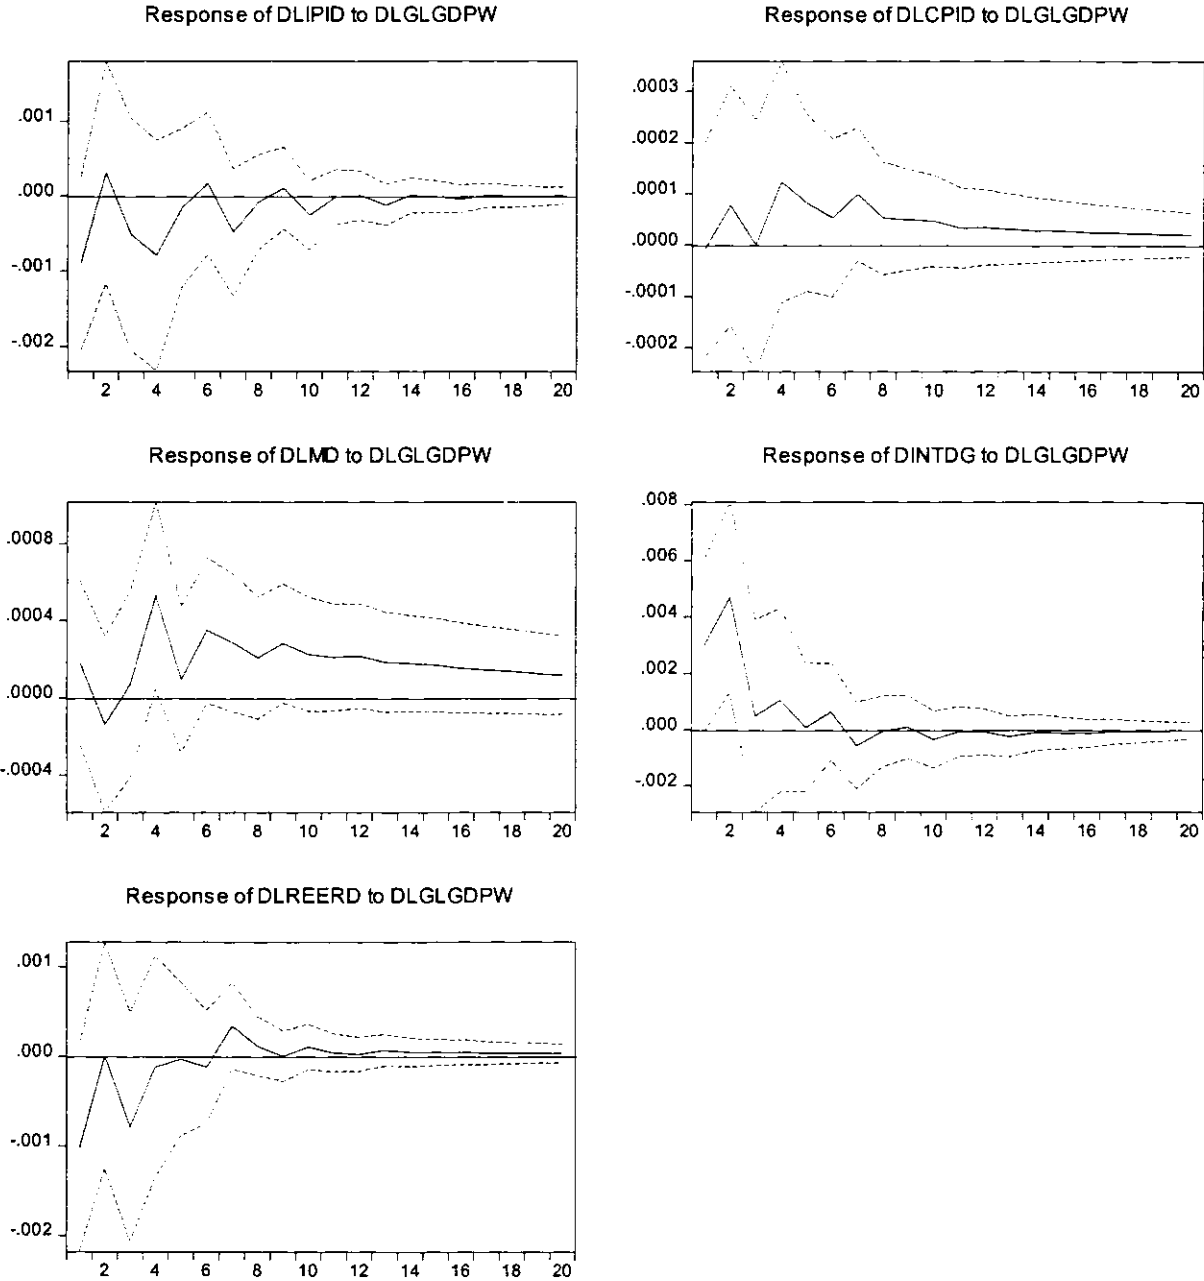 Response of DLIPID to DLGLGDPW
.001
.000
-.001
-.002
2 4 6 8 10 12 14 16 18 20
Response of DLCPID to DLGLGDPW
.0003
.0002
.0001
.0000
-.0001
-.0002
2 4 6 8 10 12 14 16 18 20
Response of DLMD to DLGLGDPW
.0008
.0004
.0000
-.0004
2 4 6 8 10 12 14 16 18 20
Response of DINTDG to DLGLGDPW
.008
.006
.004
.002
.000
-.002
2 4 6 8 10 12 14 16 18 20
Response of DLREERD to DLGLGDPW
.001
.000
-.001
-.002
2 4 6 8 10 12 14 16 18 20